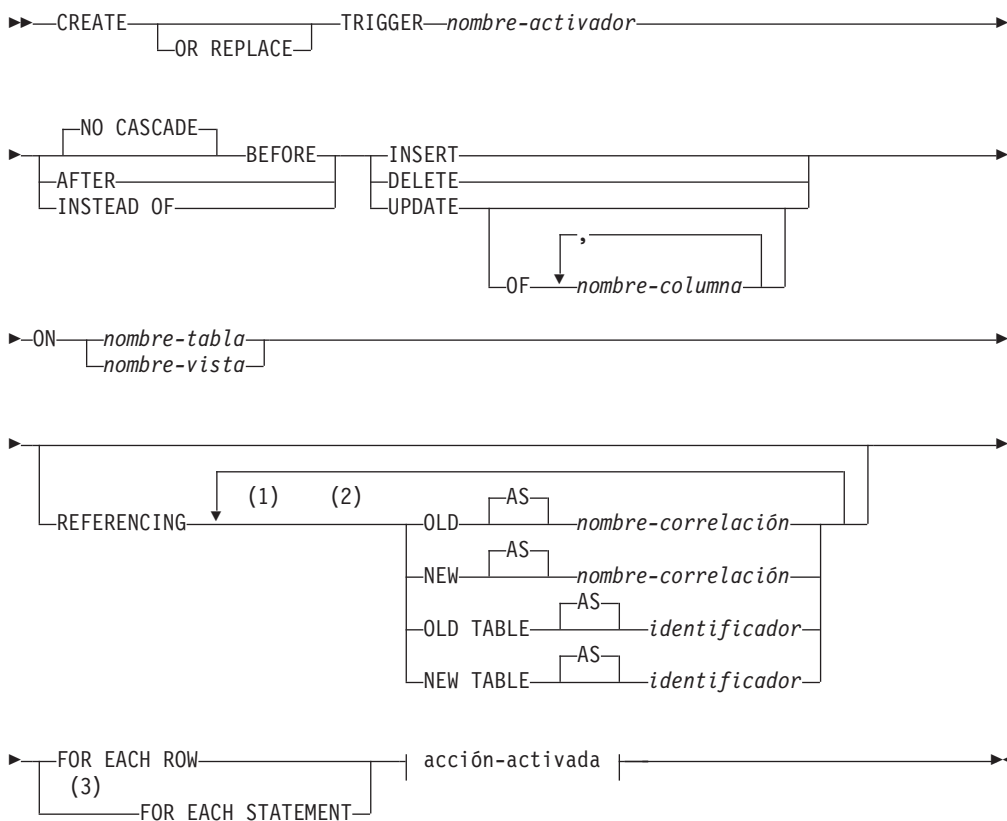 CREATE OR REPLACE TRIGGER nombre-activador
NO CASCADE
BEFORE INSERT
AFTER DELETE
INSTEAD OF UPDATE
,
OF nombre-columna
ON nombre-tabla
nombre-vista
(1) (2) AS
REFERENCING OLD nombre-correlación
AS
NEW nombre-correlación
AS
OLD TABLE identificador
AS
NEW TABLE identificador
FOR EACH ROW acción-activada
(3)
FOR EACH STATEMENT